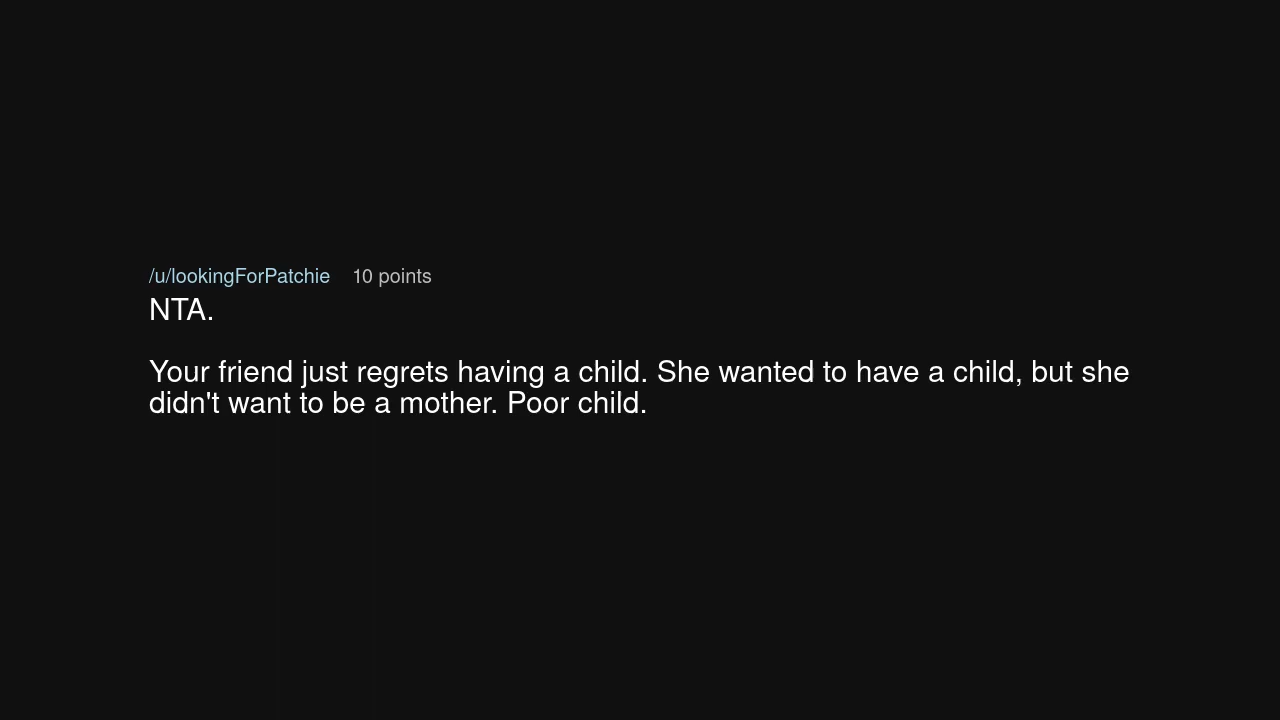 /u/lookingForPatchie 10 points
NTA.
Your friend just regrets having a child. She wanted to have a child, but she
didn't want to be a mother. Poor child.